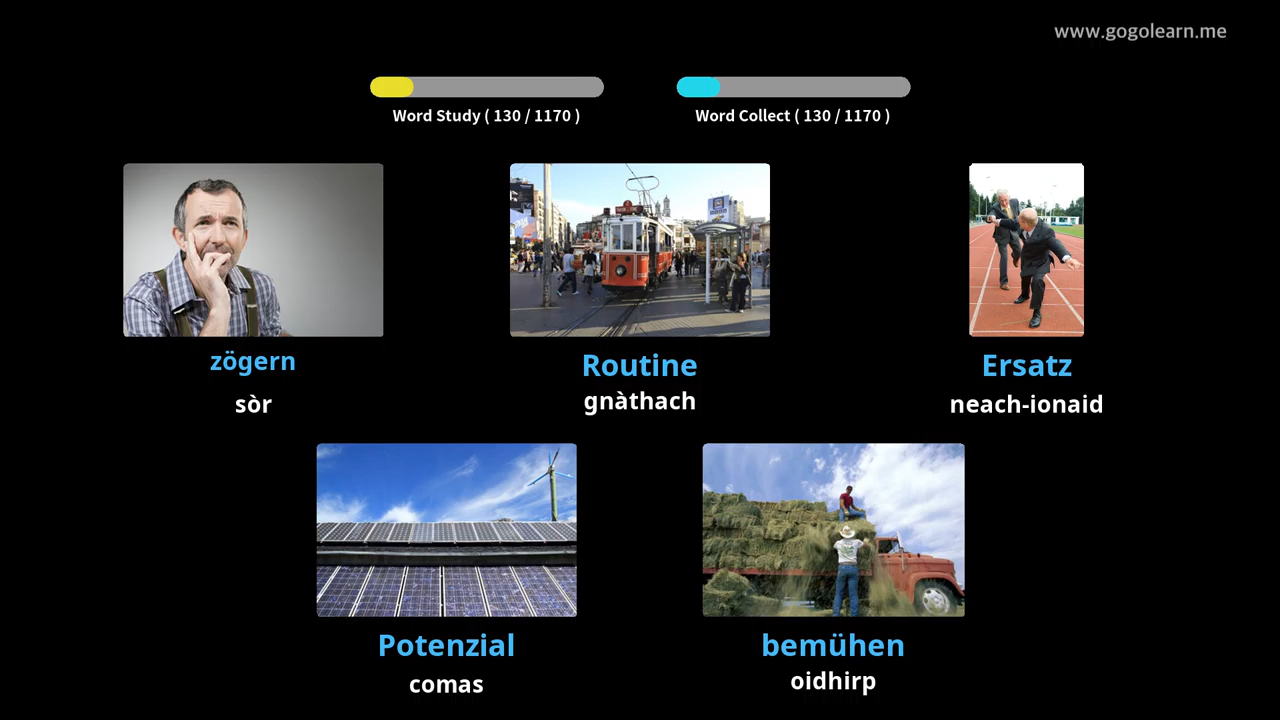 www.gogolearn.me
Word Study ( 130 / 1170 )
Word Collect ( 130 / 1170 )
zögern
sòr
Routine
gnàthach
Ersatz
neach-ionaid
Potenzial
comas
bemühen
oidhirp